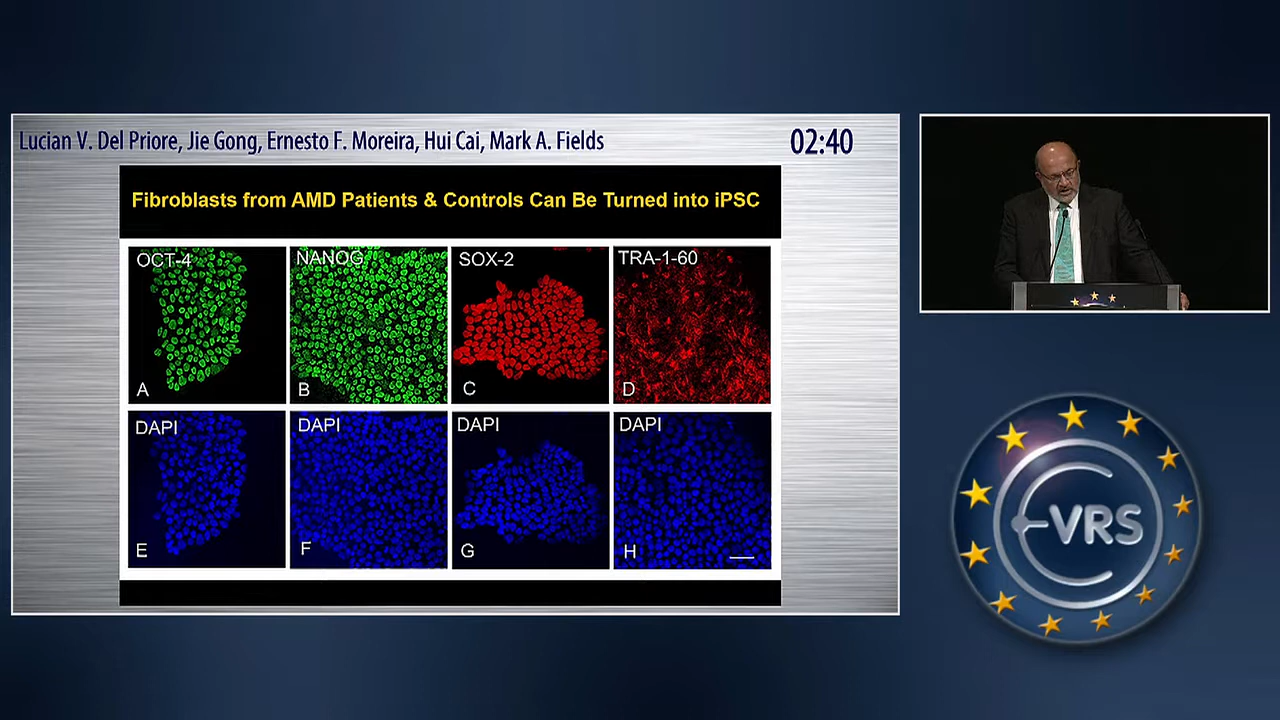 Lucian V. Del Priore, Jie Gong, Ernesto F. Moreira, Hui Cai, Mark A. Fields
02:40
Fibroblasts from AMD Patients & Controls Can Be Turned into iPSC
OCT-4
NANOG
SOX-2
TRA-1-60
A
B
C
D
DAPI
DAPI
DAPI
DAPI
E
F
G
H
E-VRS